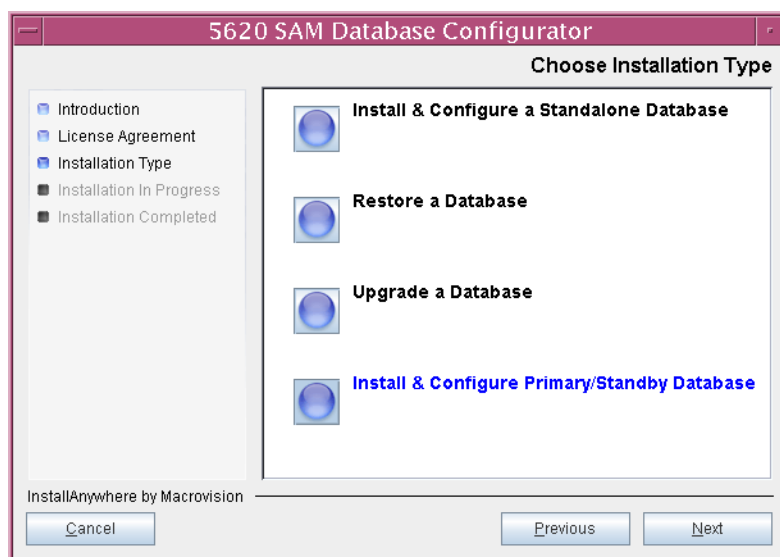 5620 SAM Database Configurator
Choose Installation Type
Introduction
License Agreement
Installation Type
Installation In Progress
Installation Completed
Install & Configure a Standalone Database
Restore a Database
Upgrade a Database
Install & Configure Primary/Standby Database
InstallAnywhere by Macrovision
Cancel
Previous
Next